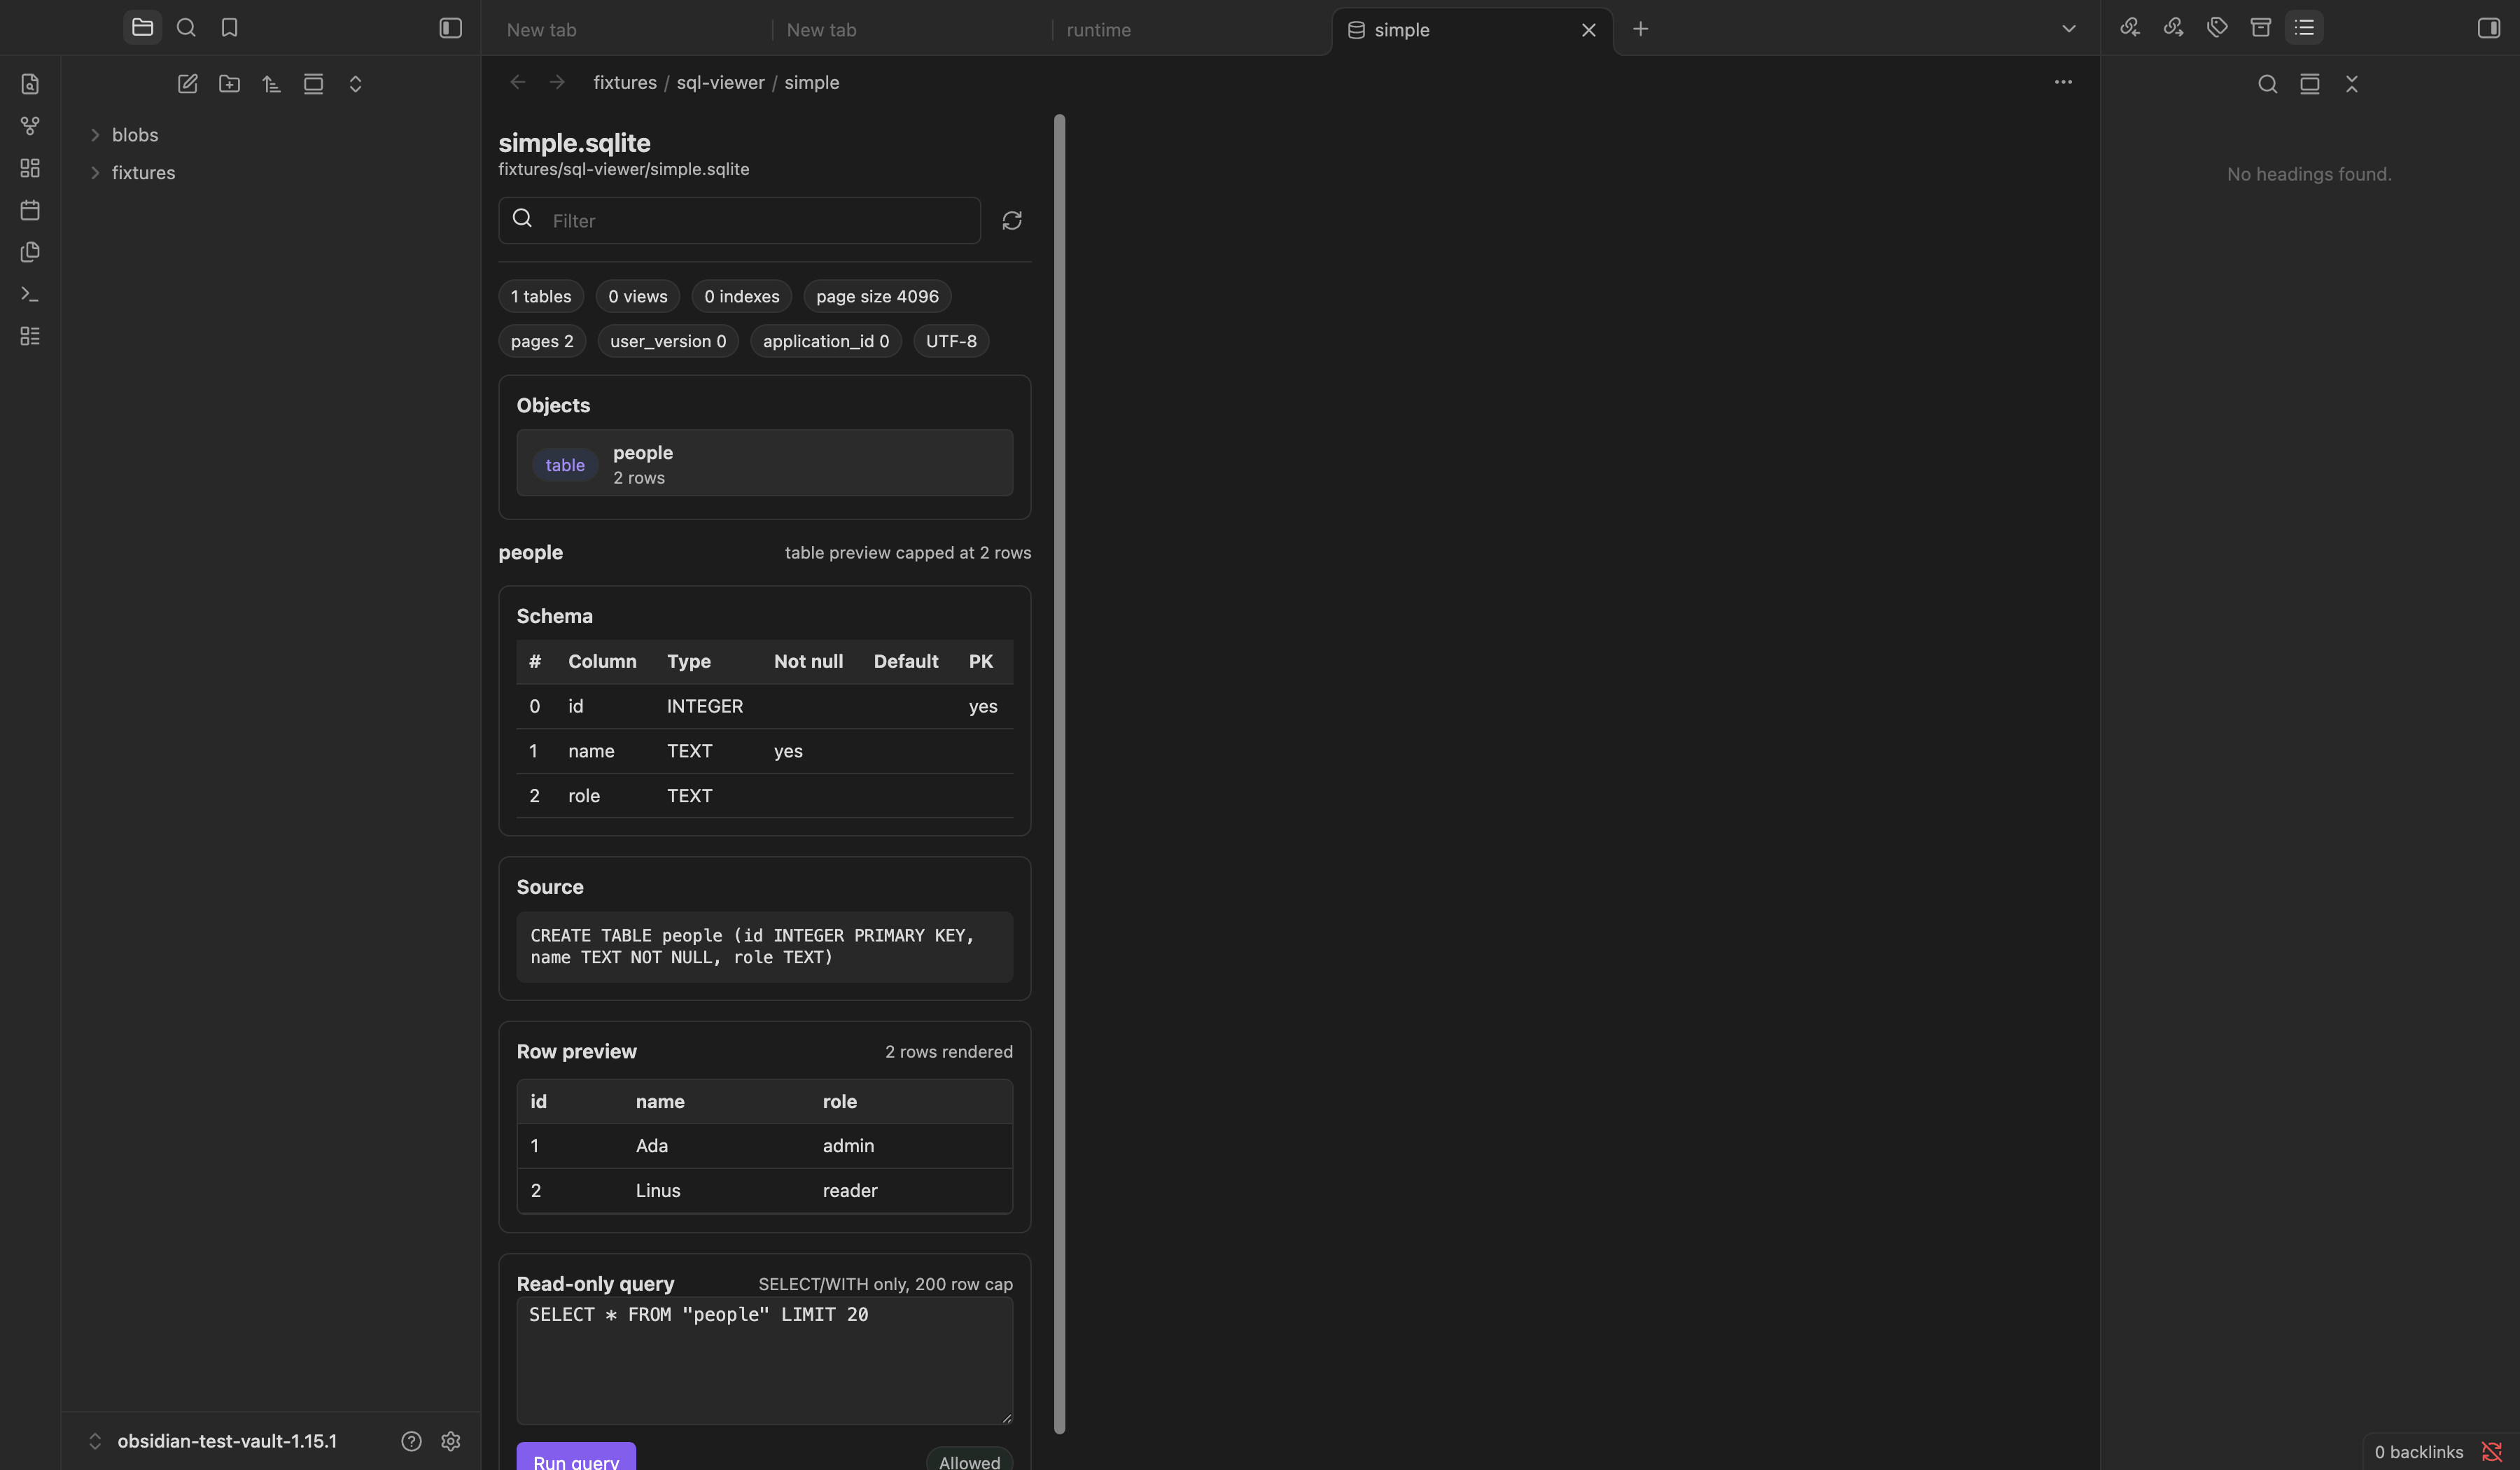 New tab
New tab
runtime
simple
fixtures / sql-viewer / simple
blobs
fixtures
simple.sqlite
fixtures/sql-viewer/simple.sqlite
Filter
1 tables
0 views
0 indexes
page size 4096
pages 2
user_version 0
application_id 0
UTF-8
Objects
table
people
2 rows
people
table preview capped at 2 rows
Schema
# Column Type Not null Default PK
0 id INTEGER yes
1 name TEXT yes
2 role TEXT
Source
CREATE TABLE people (id INTEGER PRIMARY KEY,
name TEXT NOT NULL, role TEXT)
Row preview
2 rows rendered
id name role
1 Ada admin
2 Linus reader
Read-only query
SELECT/WITH only, 200 row cap
SELECT * FROM "people" LIMIT 20
Run query
Allowed
No headings found.
obsidian-test-vault-1.15.1
0 backlinks